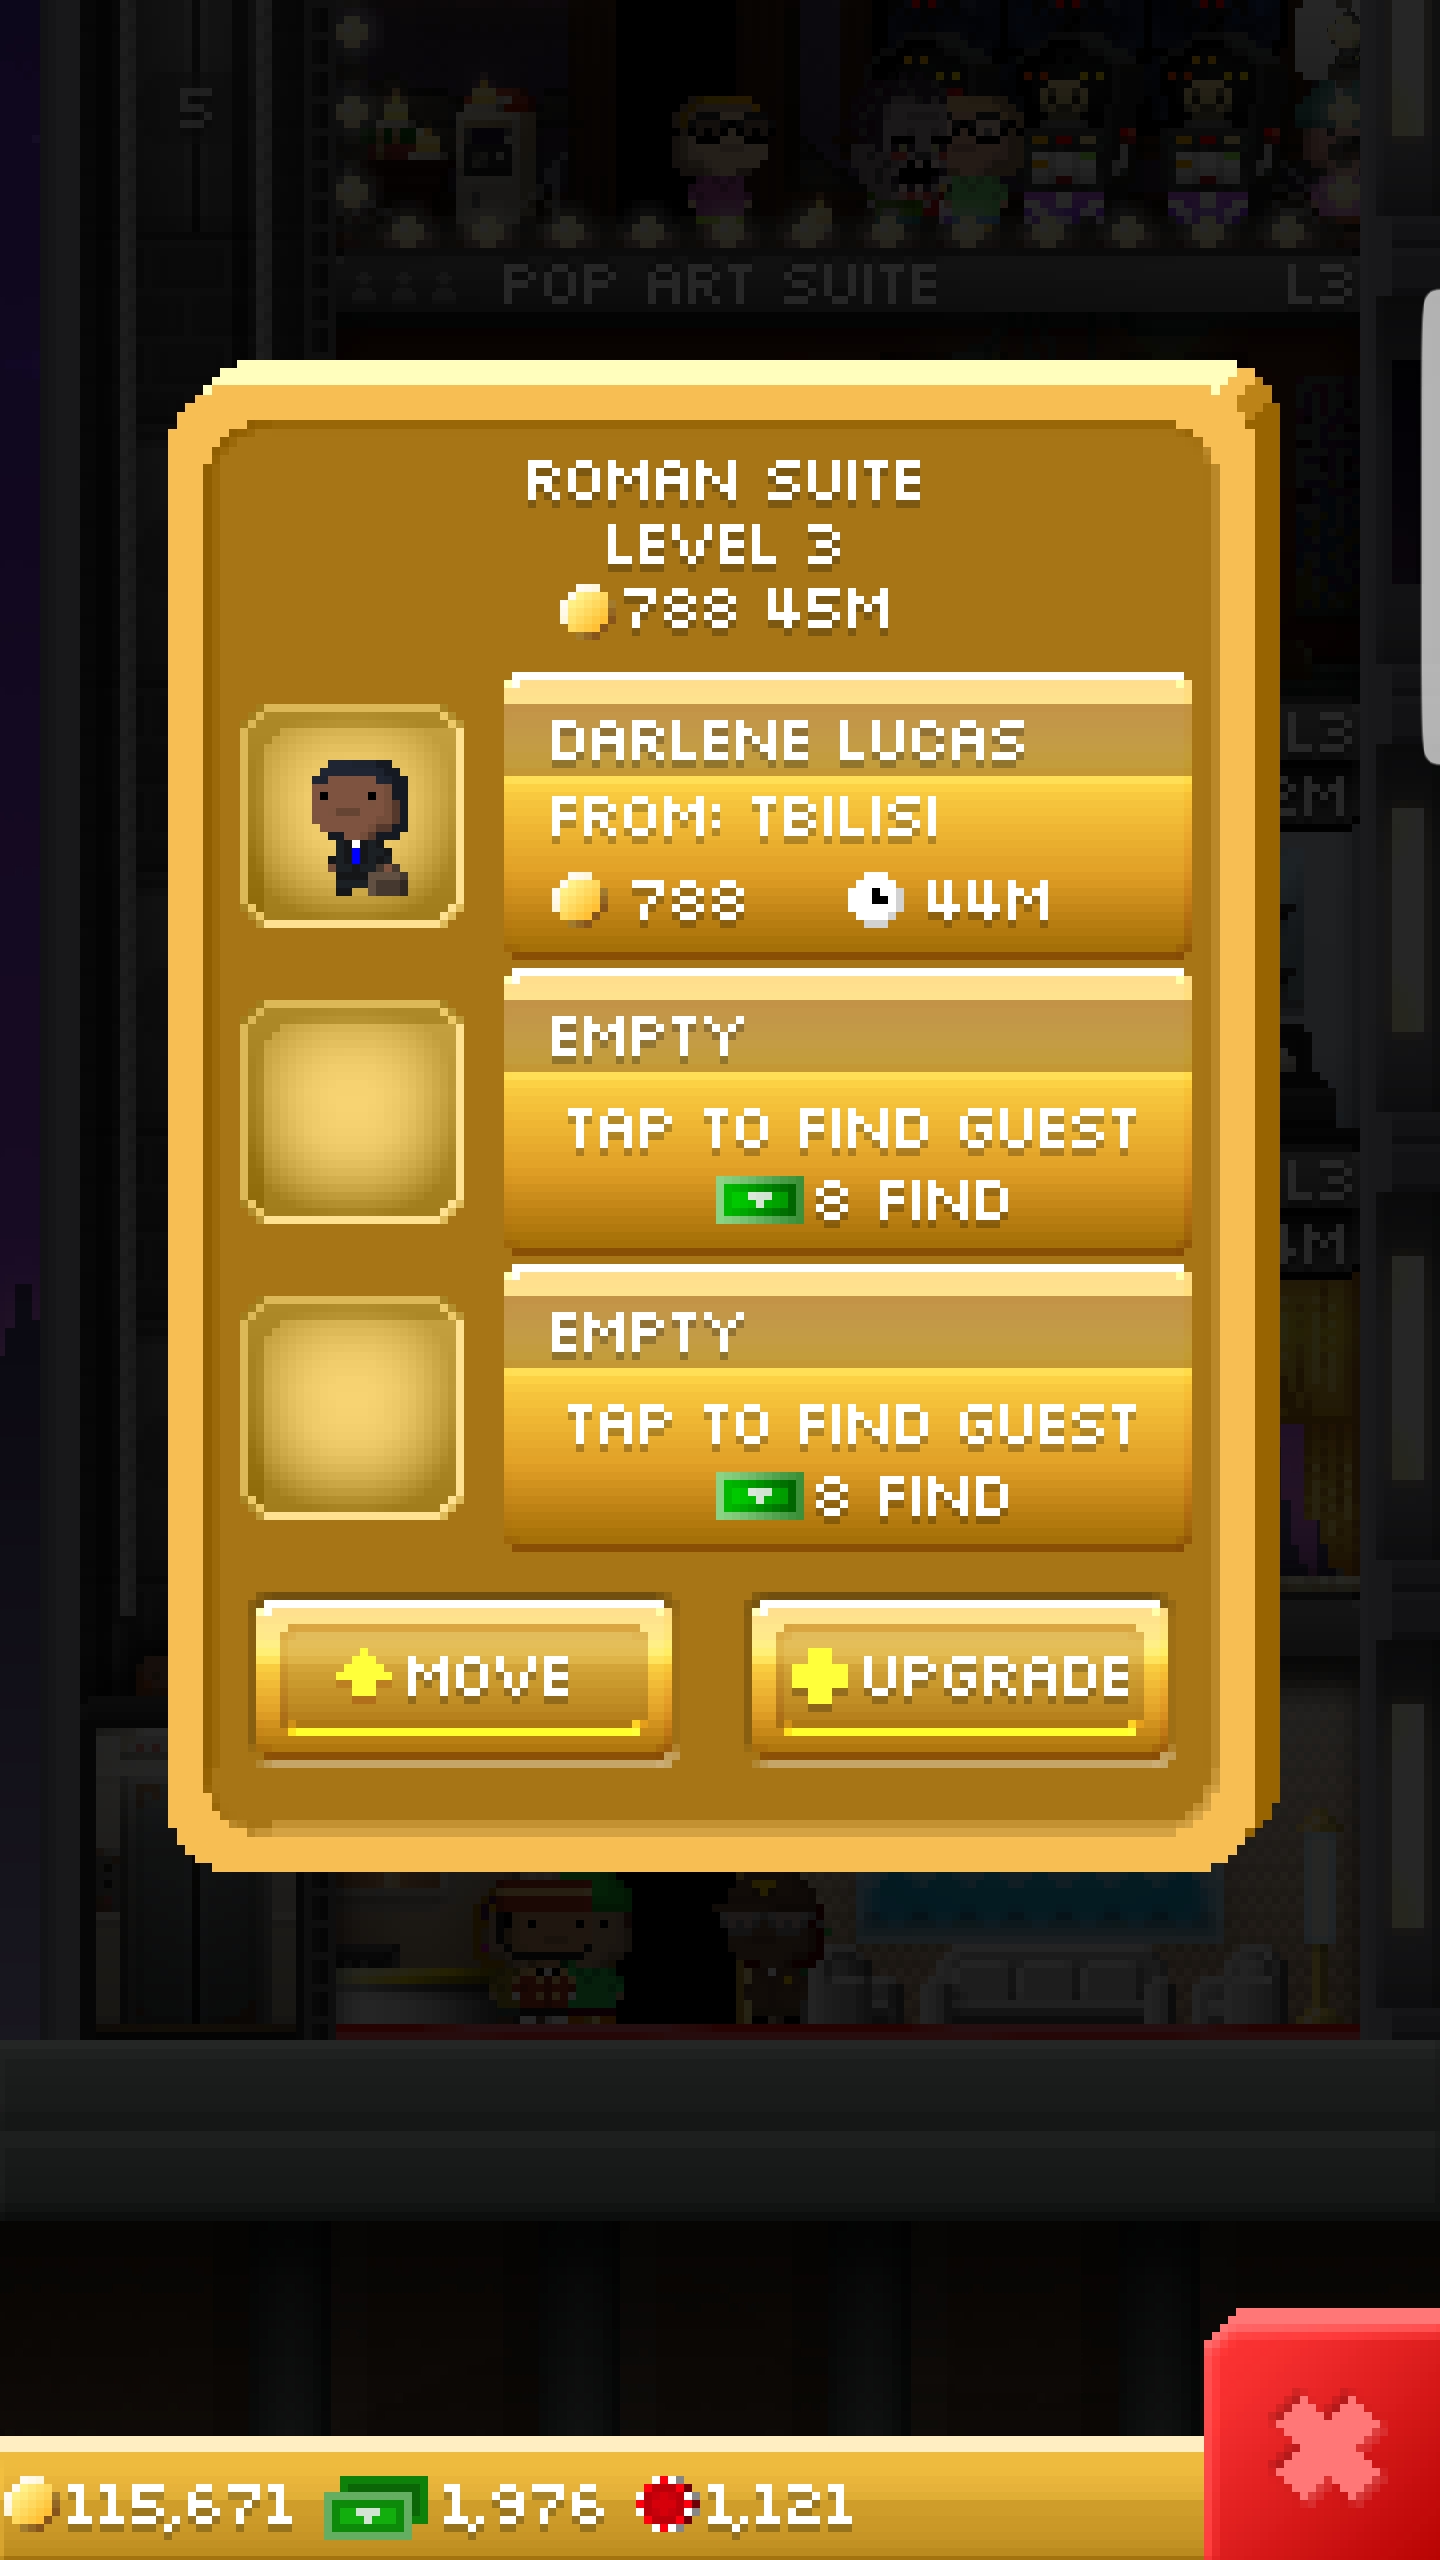 5
POP ART SUITE L3
ROMAN SUITE
LEVEL 3
788 45M
DARLENE LUCAS
FROM: TBILISI
788 44M
EMPTY
TAP TO FIND GUEST
8 FIND
EMPTY
TAP TO FIND GUEST
8 FIND
MOVE UPGRADE
L3
L3
115,671 1,976 1,121